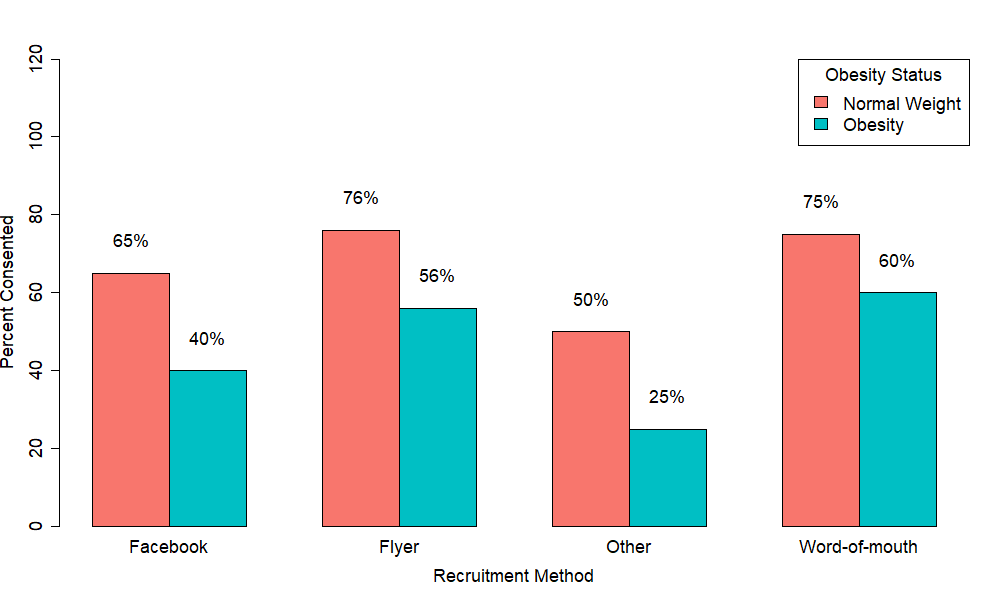 120
100
80
60
40
20
0
Percent Consented
Obesity Status
Normal Weight
Obesity
65%
40%
76%
56%
50%
25%
75%
60%
Facebook
Flyer
Other
Word-of-mouth
Recruitment Method